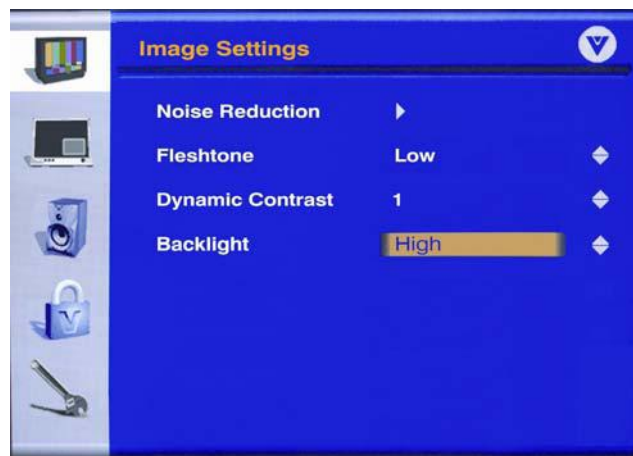 Image Settings
V
Noise Reduction
Fleshtone Low
Dynamic Contrast 1
Backlight High
V